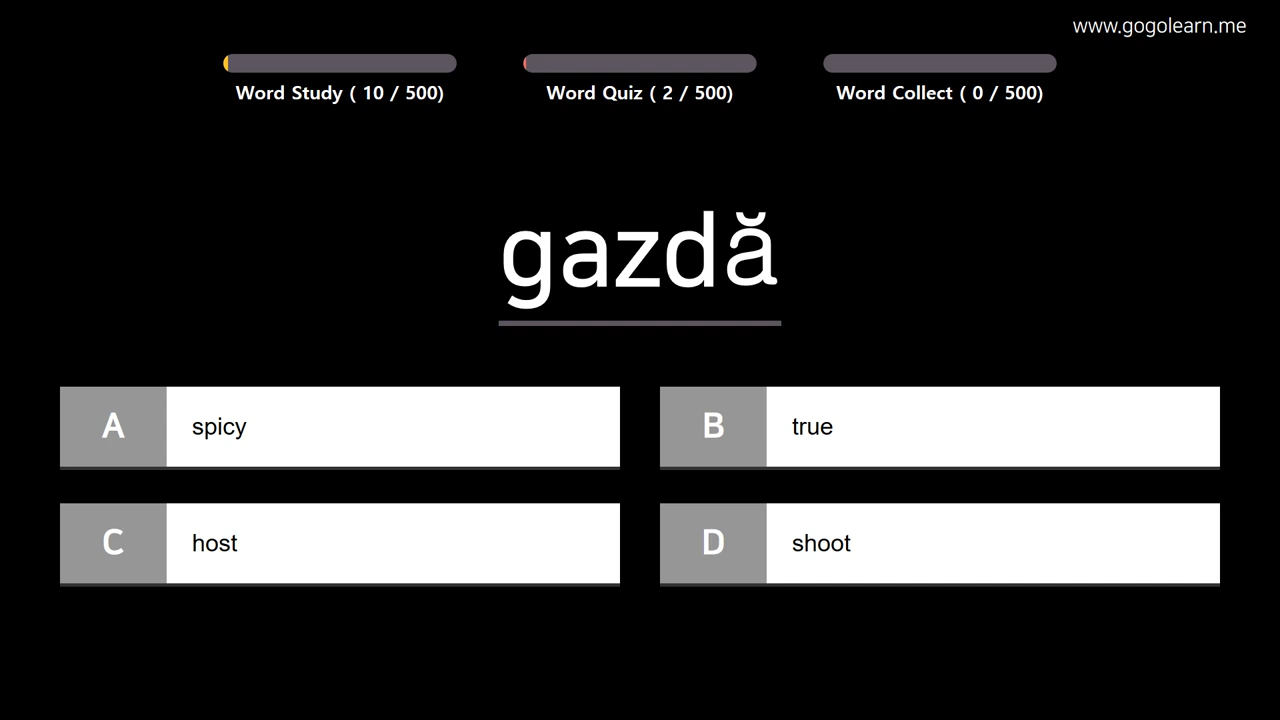 www.gogolearn.me
Word Study ( 10 / 500)
Word Quiz ( 2 / 500)
Word Collect ( 0 / 500)
gazdă
A spicy
B true
C host
D shoot